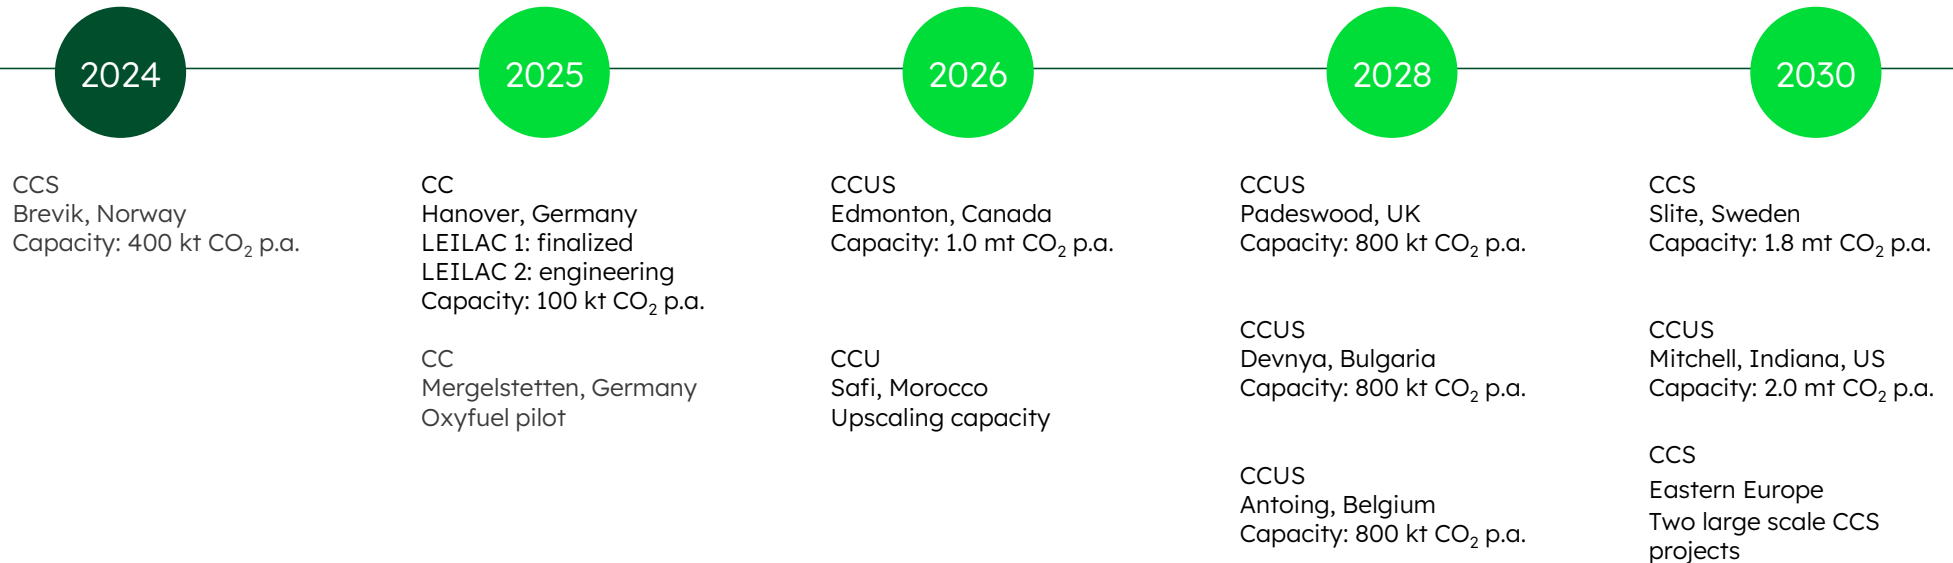 2024
CCS
Brevik, Norway
Capacity: 400 kt CO₂ p.a.
2025
CC
Hanover, Germany
LEILAC 1: finalized
LEILAC 2: engineering
Capacity: 100 kt CO₂ p.a.
CC
Mergelstetten, Germany
Oxyfuel pilot
2026
CCUS
Edmonton, Canada
Capacity: 1.0 mt CO₂ p.a.
CCU
Safi, Morocco
Upscaling capacity
2028
CCUS
Padeswood, UK
Capacity: 800 kt CO₂ p.a.
CCUS
Devnya, Bulgaria
Capacity: 800 kt CO₂ p.a.
CCUS
Antoing, Belgium
Capacity: 800 kt CO₂ p.a.
2030
CCS
Slite, Sweden
Capacity: 1.8 mt CO₂ p.a.
CCUS
Mitchell, Indiana, US
Capacity: 2.0 mt CO₂ p.a.
CCS
Eastern Europe
Two large scale CCS
projects